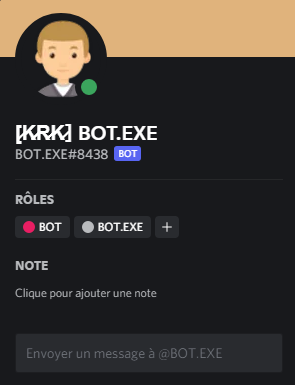 [KRK] BOT.EXE
BOT.EXE#8438 BOT
RÔLES
BOT BOT.EXE +
NOTE
Clique pour ajouter une note
Envoyer un message à @BOT.EXE